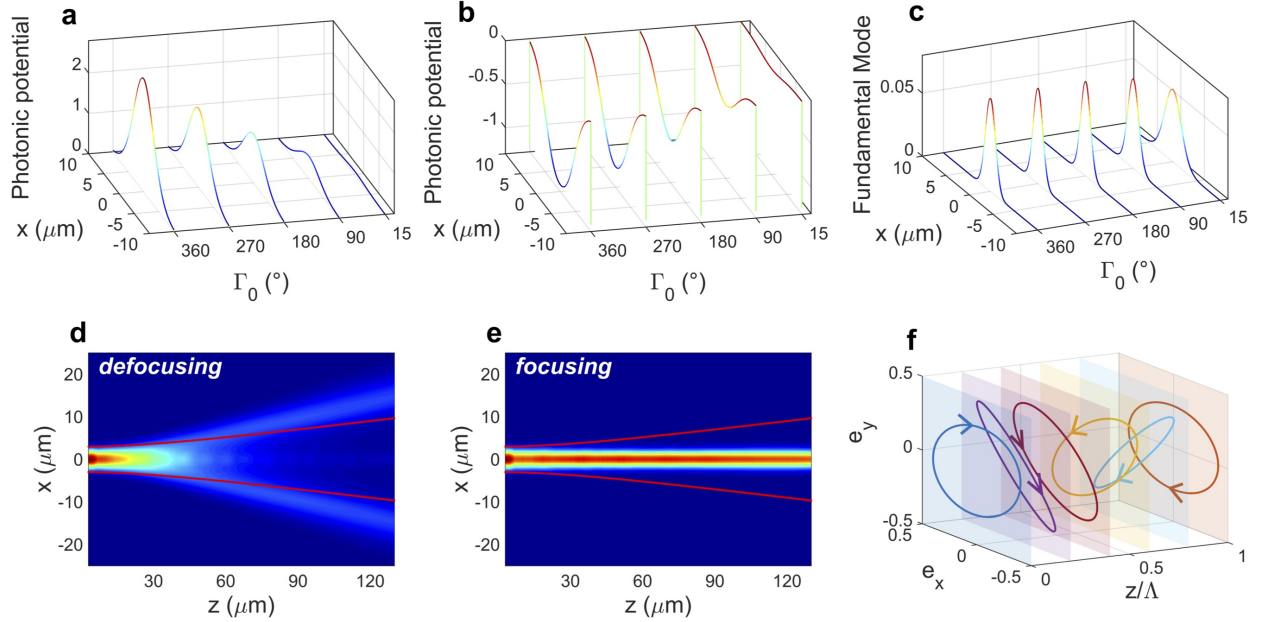 a
Photonic potential
2
1
0
10
5
0
-5
-10
x (μm)
360
270
180
90
15
Γ0 (°)
b
Photonic potential
0
-0.5
-1
10
5
0
-5
-10
x (μm)
360
270
180
90
15
Γ0 (°)
c
Fundamental Mode
0.05
0
10
5
0
-5
-10
x (μm)
360
270
180
90
15
Γ0 (°)
d
defocusing
x (μm)
20
10
0
-10
-20
30
60
90
120
z (μm)
e
focusing
x (μm)
20
10
0
-10
-20
30
60
90
120
z (μm)
f
e_y
0.5
0
-0.5
0.5
0
-0.5
e_x
0
0.5
1
z/Λ